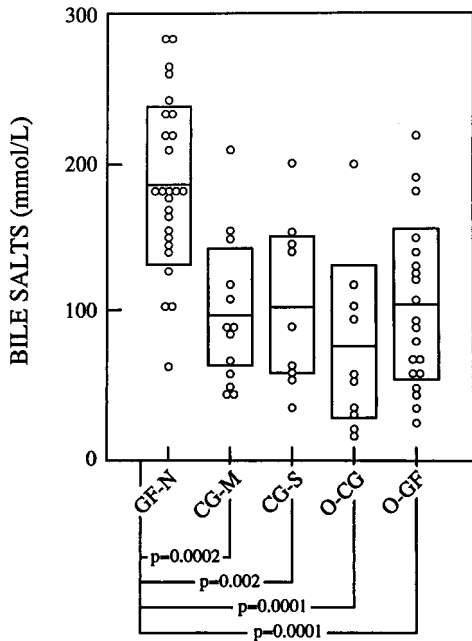 300
200
100
0
BILE SALTS (mmol/L)
GF-N
CG-M
CG-S
O-CG
O-GF
p=0.0002
p=0.002
p=0.0001
p=0.0001